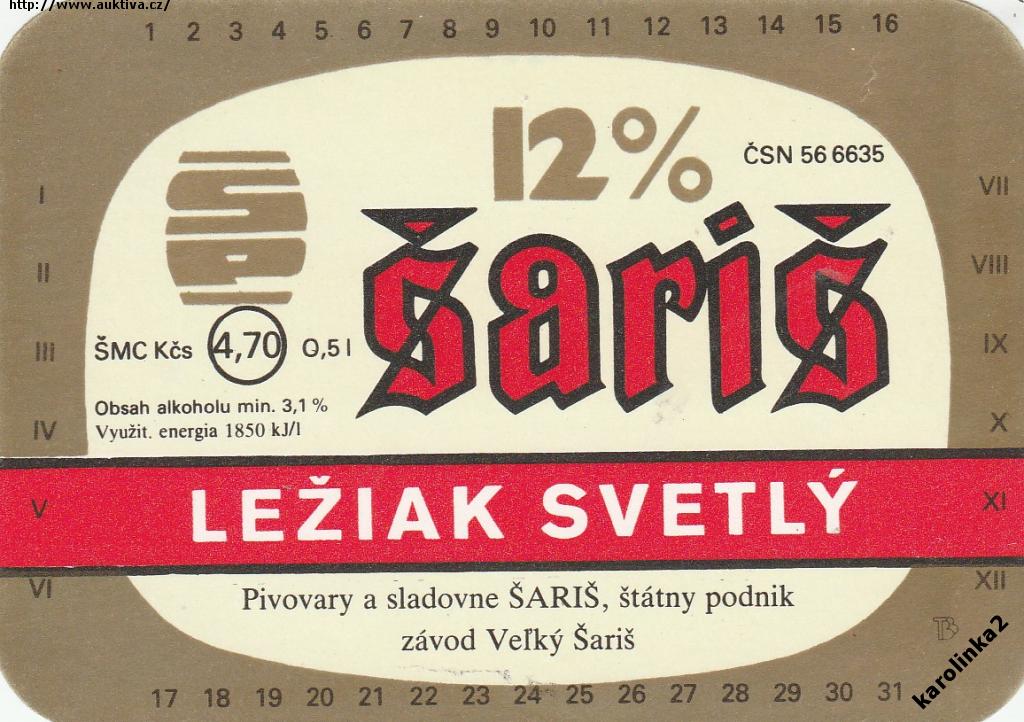 http://www.auktiva.cz/
1 2 3 4 5 6 7 8 9 10 11 12 13 14 15 16
12%
ČSN 56 6635
I
VII
šariš
II
VIII
ŠMC Kčs 4,70 0,5 l
III
IX
Obsah alkoholu min. 3,1 %
Využit. energia 1850 kJ/l
IV
X
LEŽIAK SVETLÝ
V
XI
VI
XII
Pivovary a sladovne ŠARIŠ, štátny podnik
závod Veľký Šariš
17 18 19 20 21 22 23 24 25 26 27 28 29 30 31
karolinka2